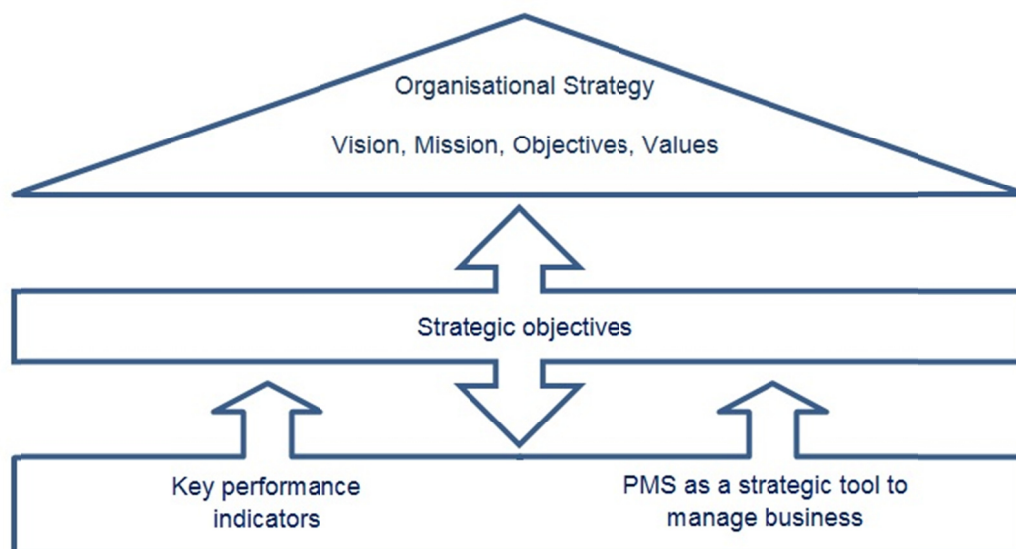 Organisational Strategy
Vision, Mission, Objectives, Values
Strategic objectives
Key performance
indicators
PMS as a strategic tool to
manage business